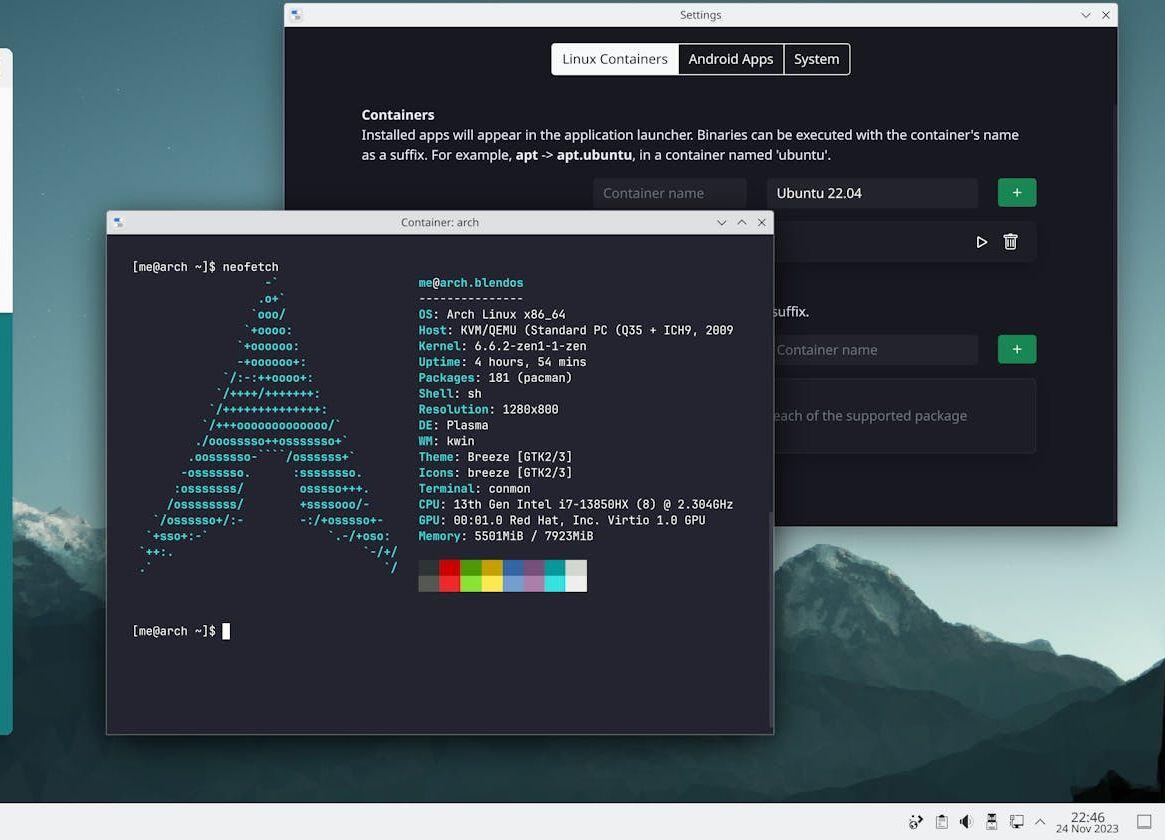 Settings
Linux Containers Android Apps System
Containers
Installed apps will appear in the application launcher. Binaries can be executed with the container's name
as a suffix. For example, apt -> apt.ubuntu, in a container named 'ubuntu'.
Container name Ubuntu 22.04 +
suffix.
Container name +
each of the supported package
Container: arch
[me@arch ~]$ neofetch
me@arch.blendos
---------------
OS: Arch Linux x86_64
Host: KVM/QEMU (Standard PC (Q35 + ICH9, 2009
Kernel: 6.6.2-zen1-1-zen
Uptime: 4 hours, 54 mins
Packages: 181 (pacman)
Shell: sh
Resolution: 1280x800
DE: Plasma
WM: kwin
Theme: Breeze [GTK2/3]
Icons: breeze [GTK2/3]
Terminal: conmon
CPU: 13th Gen Intel i7-13850HX (8) @ 2.304GHz
GPU: 00:01.0 Red Hat, Inc. Virtio 1.0 GPU
Memory: 5501MiB / 7923MiB
[me@arch ~]$
22:46
24 Nov 2023